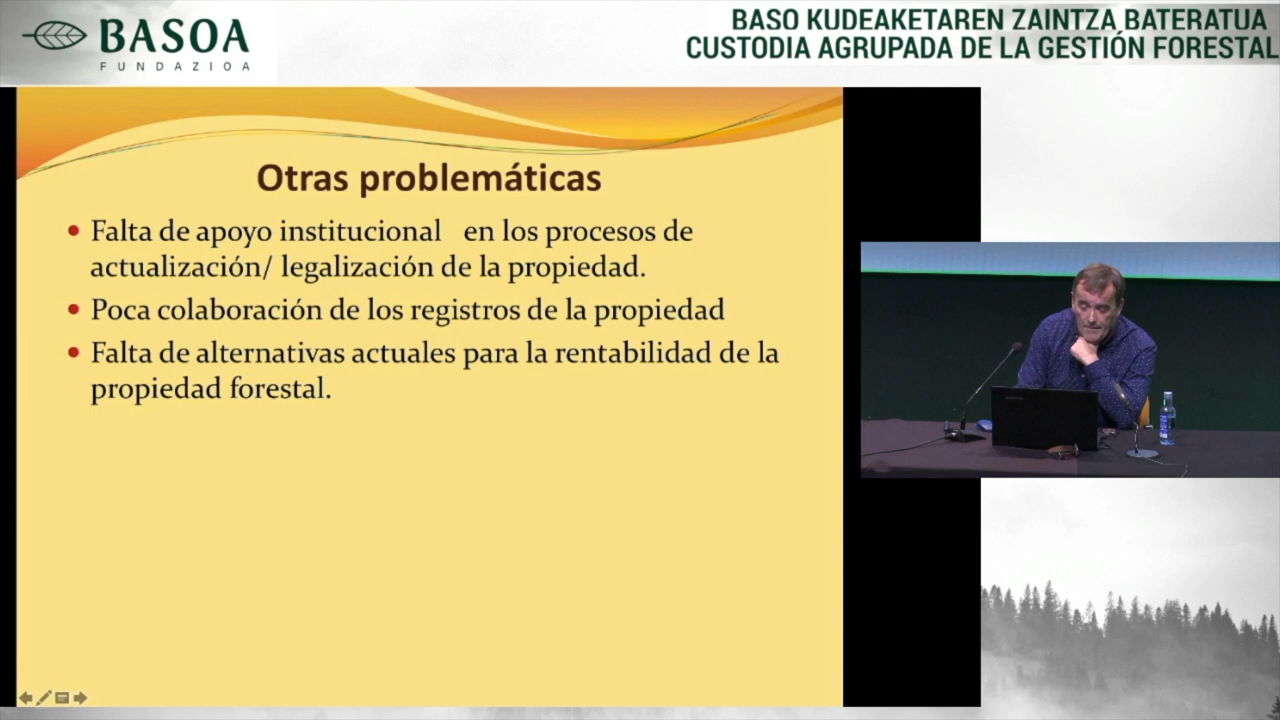 BASOA
FUNDAZIOA
BASO KUDEAKETAREN ZAINTZA BATERATUA
CUSTODIA AGRUPADA DE LA GESTIÓN FORESTAL
Otras problemáticas
• Falta de apoyo institucional en los procesos de
actualización/ legalización de la propiedad.
• Poca colaboración de los registros de la propiedad
• Falta de alternativas actuales para la rentabilidad de la
propiedad forestal.